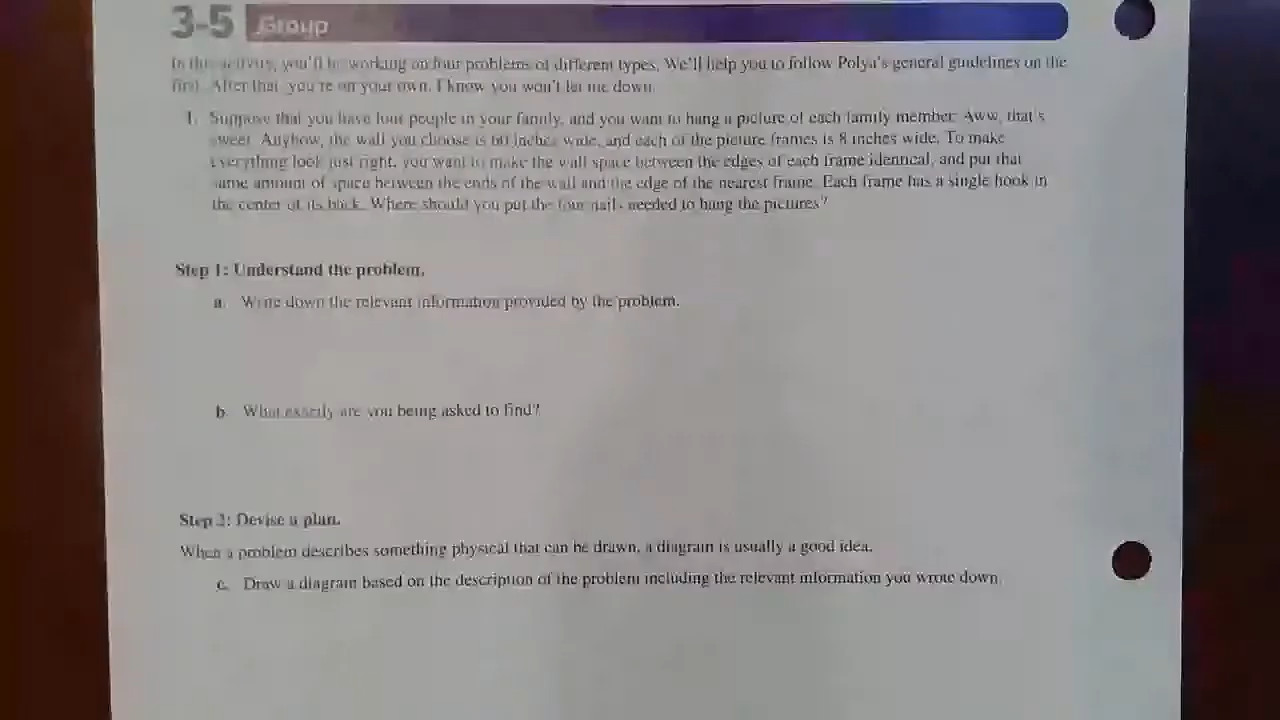 3-5 Group
In this activity, you'll be working on four problems of different types. We'll help you to follow Polya's general guidelines on the
first. After that, you're on your own. I know you won't let me down.
1. Suppose that you have four people in your family, and you want to hang a picture of each family member. Aww, that's
sweet. Anyhow, the wall you choose is 60 inches wide, and each of the picture frames is 8 inches wide. To make
everything look just right, you want to make the wall space between the edges of each frame identical, and put that
same amount of space between the ends of the wall and the edge of the nearest frame. Each frame has a single hook in
the center of its back. Where should you put the four nails needed to hang the pictures?
Step 1: Understand the problem.
a. Write down the relevant information provided by the problem.
b. What exactly are you being asked to find?
Step 2: Devise a plan.
When a problem describes something physical that can be drawn, a diagram is usually a good idea.
c. Draw a diagram based on the description of the problem including the relevant information you wrote down.